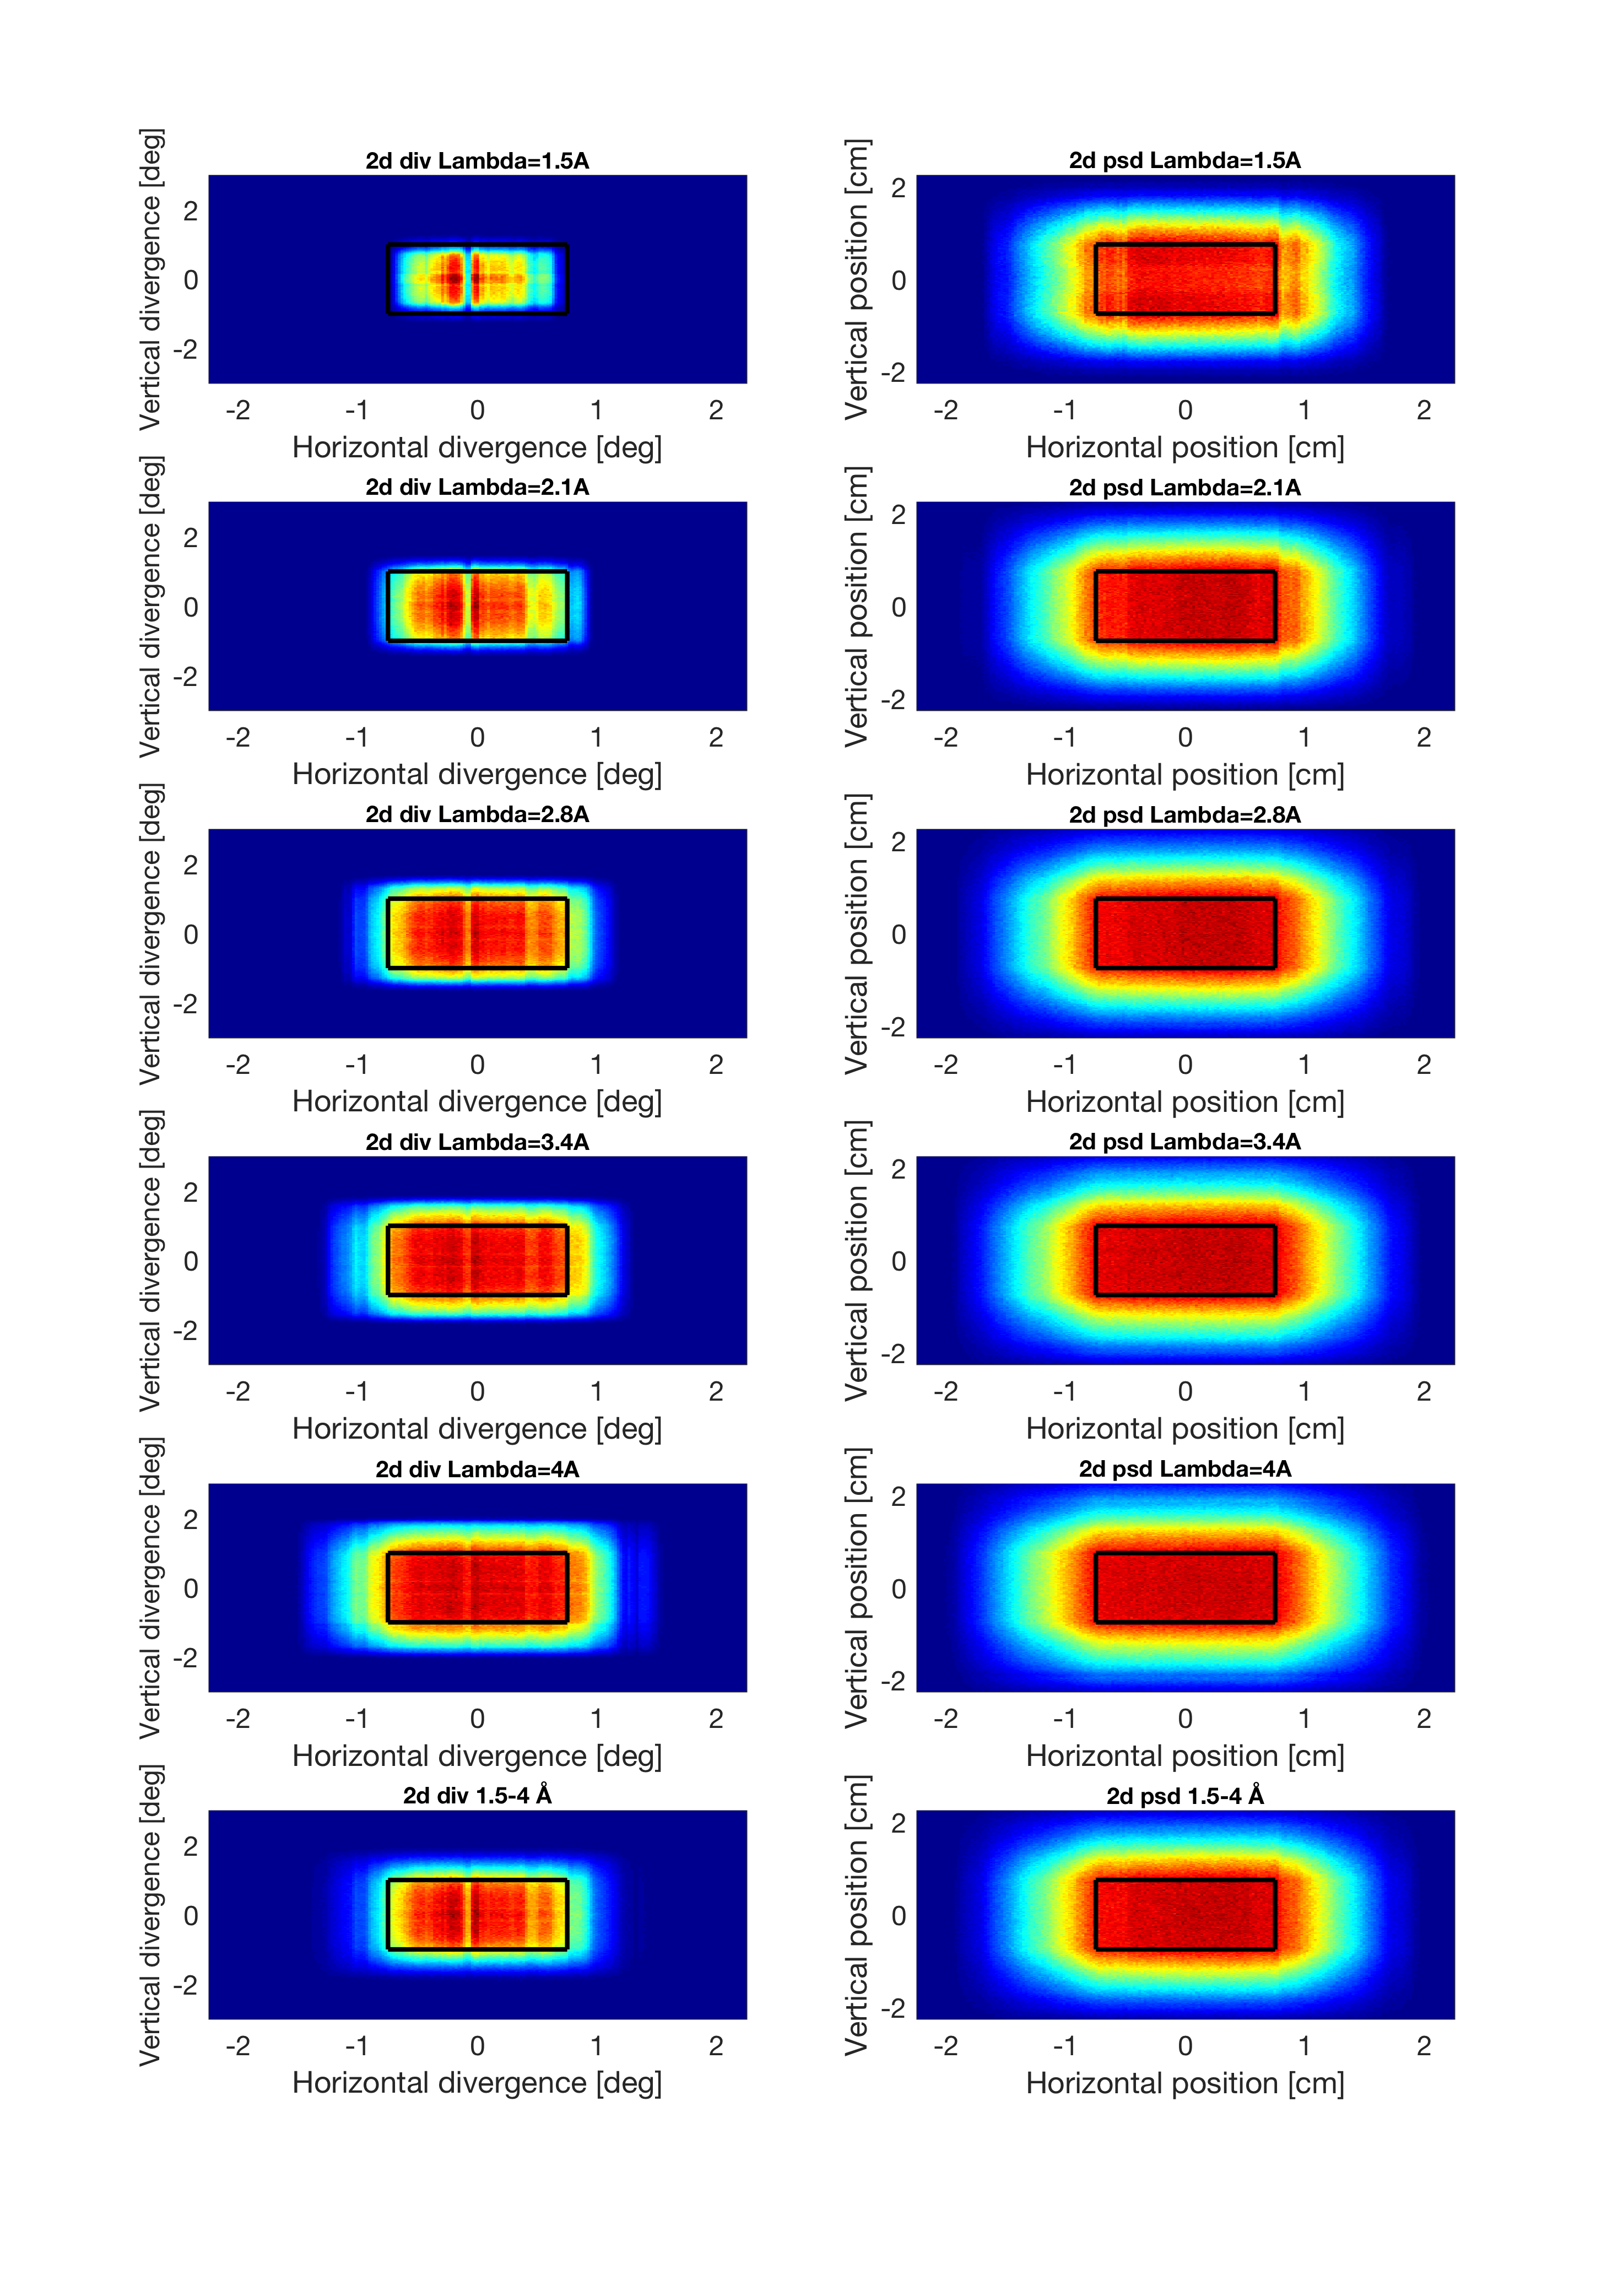 2d div Lambda=1.5A
Vertical divergence [deg]
2
0
-2
-2 -1 0 1 2
Horizontal divergence [deg]
2d psd Lambda=1.5A
Vertical position [cm]
2
0
-2
-2 -1 0 1 2
Horizontal position [cm]
2d div Lambda=2.1A
Vertical divergence [deg]
2
0
-2
-2 -1 0 1 2
Horizontal divergence [deg]
2d psd Lambda=2.1A
Vertical position [cm]
2
0
-2
-2 -1 0 1 2
Horizontal position [cm]
2d div Lambda=2.8A
Vertical divergence [deg]
2
0
-2
-2 -1 0 1 2
Horizontal divergence [deg]
2d psd Lambda=2.8A
Vertical position [cm]
2
0
-2
-2 -1 0 1 2
Horizontal position [cm]
2d div Lambda=3.4A
Vertical divergence [deg]
2
0
-2
-2 -1 0 1 2
Horizontal divergence [deg]
2d psd Lambda=3.4A
Vertical position [cm]
2
0
-2
-2 -1 0 1 2
Horizontal position [cm]
2d div Lambda=4A
Vertical divergence [deg]
2
0
-2
-2 -1 0 1 2
Horizontal divergence [deg]
2d psd Lambda=4A
Vertical position [cm]
2
0
-2
-2 -1 0 1 2
Horizontal position [cm]
2d div 1.5-4 Å
Vertical divergence [deg]
2
0
-2
-2 -1 0 1 2
Horizontal divergence [deg]
2d psd 1.5-4 Å
Vertical position [cm]
2
0
-2
-2 -1 0 1 2
Horizontal position [cm]